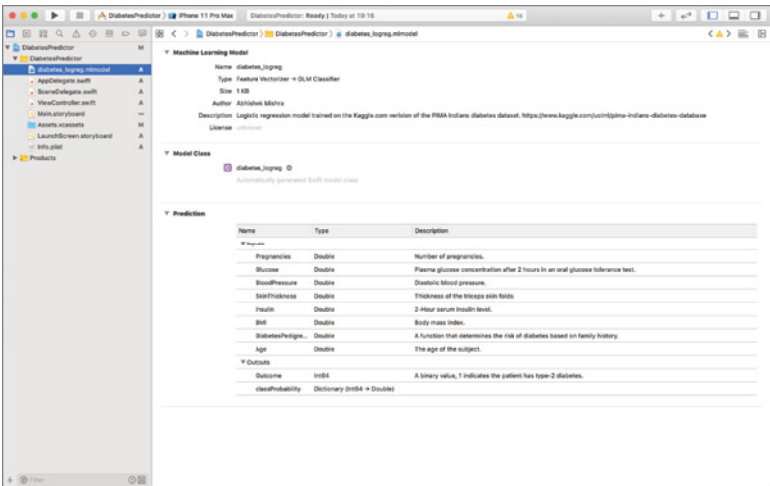 DiabetesPredictor iPhone 11 Pro Max
DiabetesPredictor: Ready | Today at 19:16
16
DiabetesPredictor M
DiabetesPredictor
diabetes_logreg.mlmodel A
AppDelegate.swift A
SceneDelegate.swift A
ViewController.swift M
Main.storyboard
Assets.xcassets M
LaunchScreen.storyboard A
Info.plist A
Products
Filter
DiabetesPredictor DiabetesPredictor diabetes_logreg.mlmodel
Machine Learning Model
Name diabetes_logreg
Type Feature Vectorizer → GLM Classifier
Size 1 KB
Author Abhishek Mishra
Description Logistic regression model trained on the Kaggle.com verision of the PIMA Indians diabetes dataset. https://www.kaggle.com/uciml/pima-indians-diabetes-database
License unknown
Model Class
C diabetes_logreg
Automatically generated Swift model class
Prediction
Name Type Description
Inputs
Pregnancies Double Number of pregnancies.
Glucose Double Plasma glucose concentration after 2 hours in an oral glucose tolerance test.
BloodPressure Double Diastolic blood pressure.
SkinThickness Double Thickness of the triceps skin folds
Insulin Double 2-Hour serum insulin level.
BMI Double Body mass index.
DiabetesPedigre... Double A function that determines the risk of diabetes based on family history.
Age Double The age of the subject.
Outputs
Outcome Int64 A binary value, 1 indicates the patient has type-2 diabetes.
classProbability Dictionary (Int64 → Double)